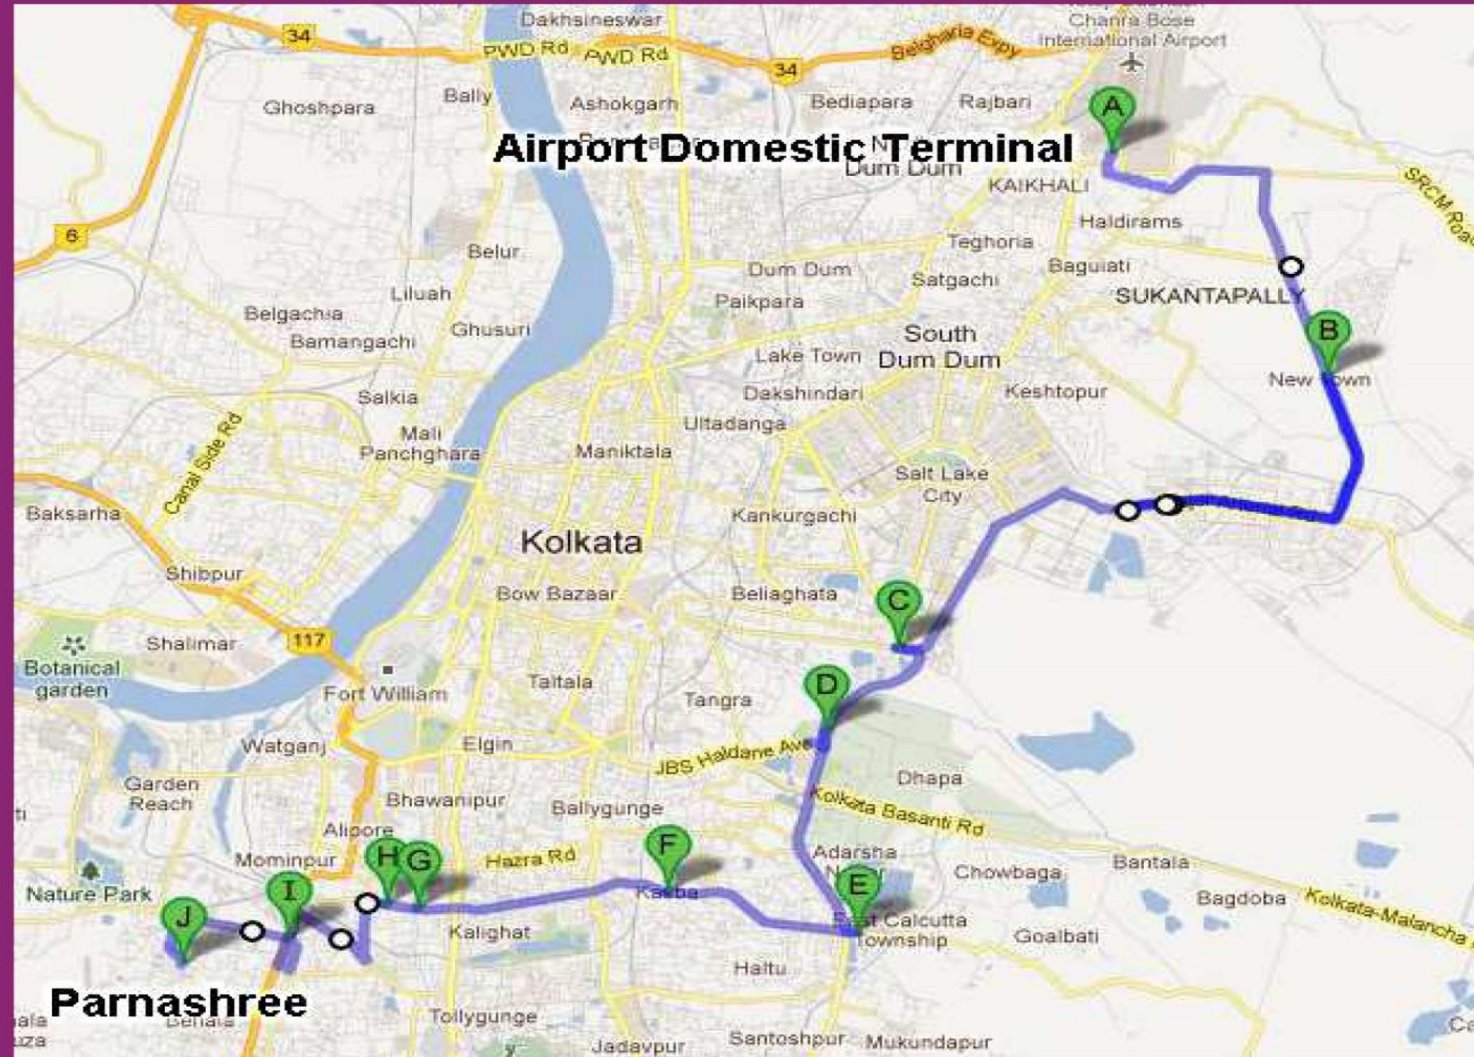 Dakhsineswar
Chanra Bose
International Airport
34
PWD Rd
PWD Rd
34
Belgharia Expy
Ghoshpara
Bally
Ashokgarh
Bediapara
Rajbari
A
Airport Domestic Terminal
Dum Dum
KAIKHALI
SRCM Road
6
Haldirams
Belur
Teghoria
Dum Dum
Satgachi
Baguiati
Liluah
Paikpara
SUKANTAPALLY
Belgachia
Ghusuri
Bamangachi
South
Dum Dum
B
Lake Town
New Town
Salkia
Dakshindari
Keshtopur
Ultadanga
Mali
Panchghara
Maniktala
Canal Side Rd
Salt Lake
City
Baksarha
Kankurgachi
Kolkata
Shibpur
Bow Bazaar
Beliaghata
C
Shalimar
117
Botanical
garden
Fort William
Taltala
Tangra
D
Watganj
Elgin
JBS Haldane Ave
Garden
Reach
Dhapa
Bhawanipur
Ballygunge
Kolkata Basanti Rd
Alipore
Mominpur
H
G
Hazra Rd
F
Adarsha
Chowbaga
Bantala
Nature Park
I
Kasba
E
Bagdoba
Kolkata-Malancha
J
Kalighat
East Calcutta
Township
Goalbati
Haltu
Parnashree
Behala
Tollygunge
Jadavpur
Santoshpur
Mukundapur